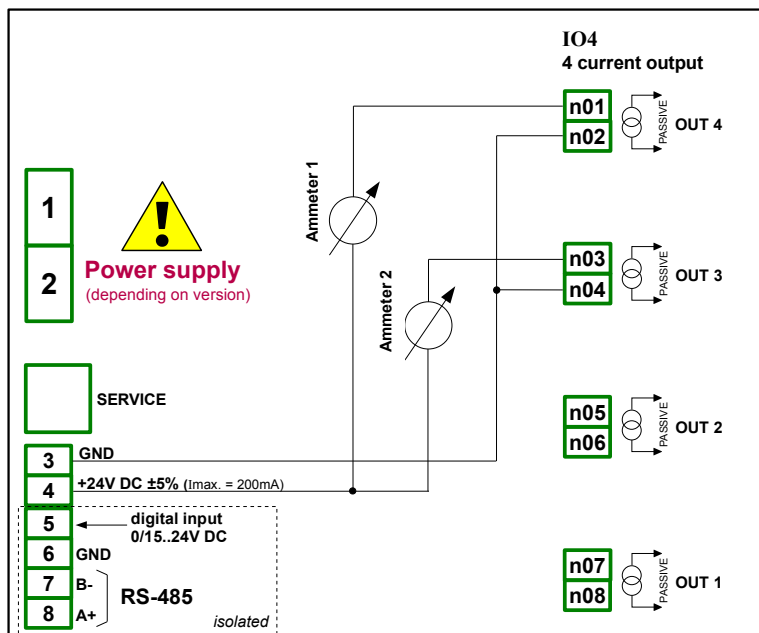 IO4
4 current output
n01
n02
PASSIVE
OUT 4
Ammeter 1
1
2
!
Power supply
(depending on version)
n03
n04
PASSIVE
OUT 3
Ammeter 2
SERVICE
n05
n06
PASSIVE
OUT 2
3
GND
4
+24V DC ±5% (Imax. = 200mA)
5
digital input
0/15..24V DC
6
GND
7
B-
8
A+
RS-485
isolated
n07
n08
PASSIVE
OUT 1